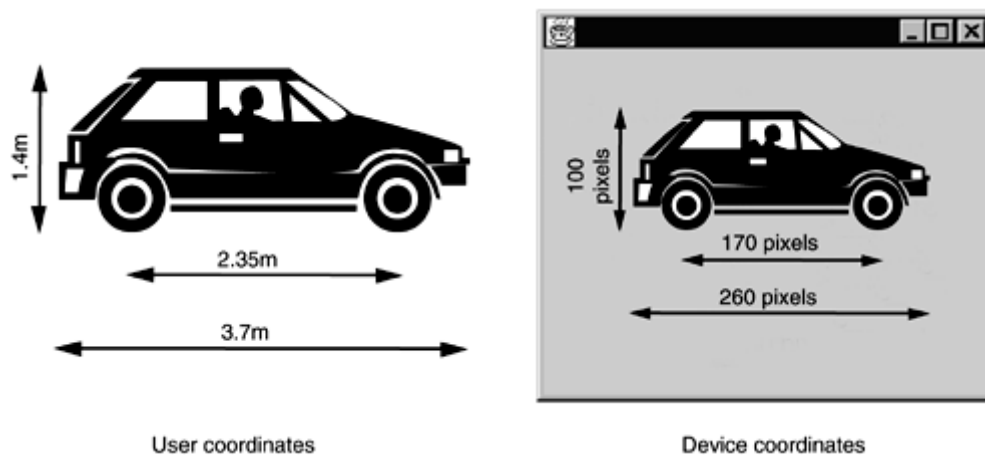 1.4m
2.35m
3.7m
User coordinates
100
pixels
170 pixels
260 pixels
Device coordinates